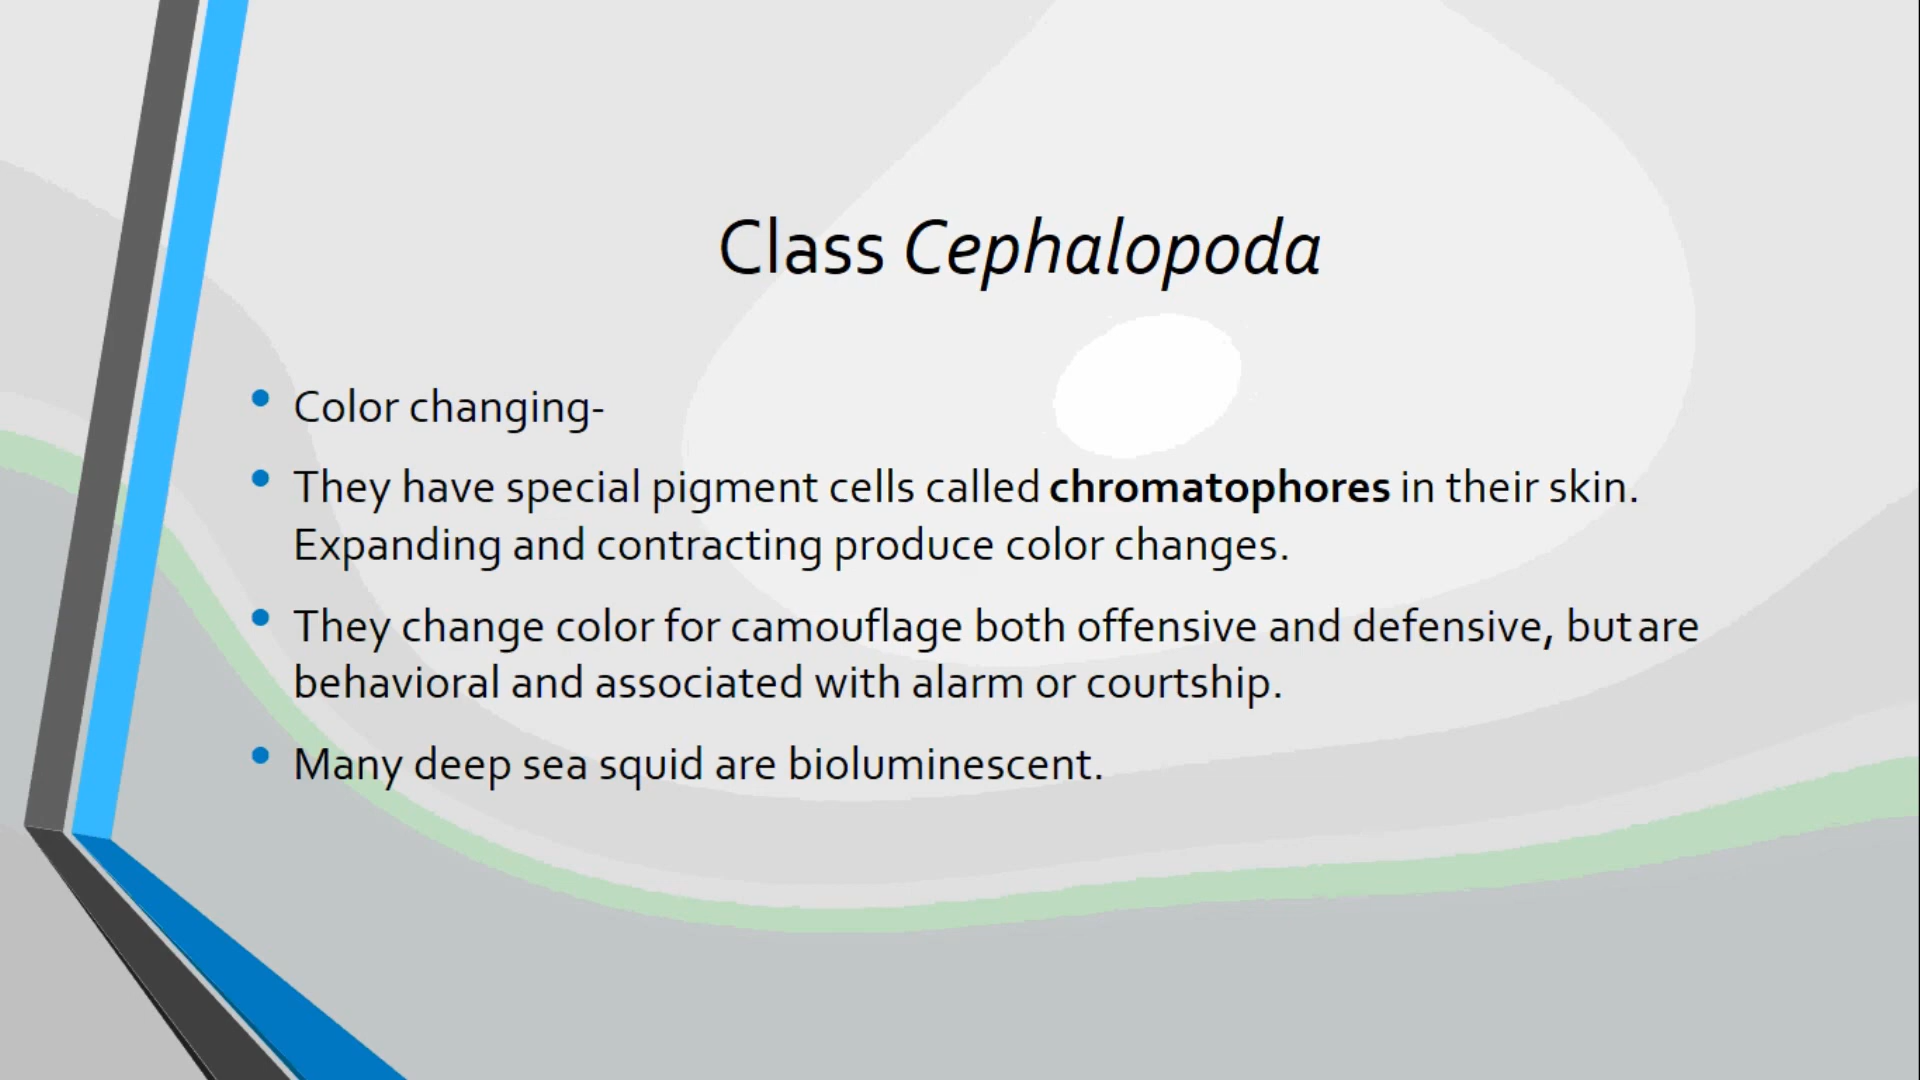 Class Cephalopoda
• Color changing-
• They have special pigment cells called chromatophores in their skin.
Expanding and contracting produce color changes.
• They change color for camouflage both offensive and defensive, but are
behavioral and associated with alarm or courtship.
• Many deep sea squid are bioluminescent.